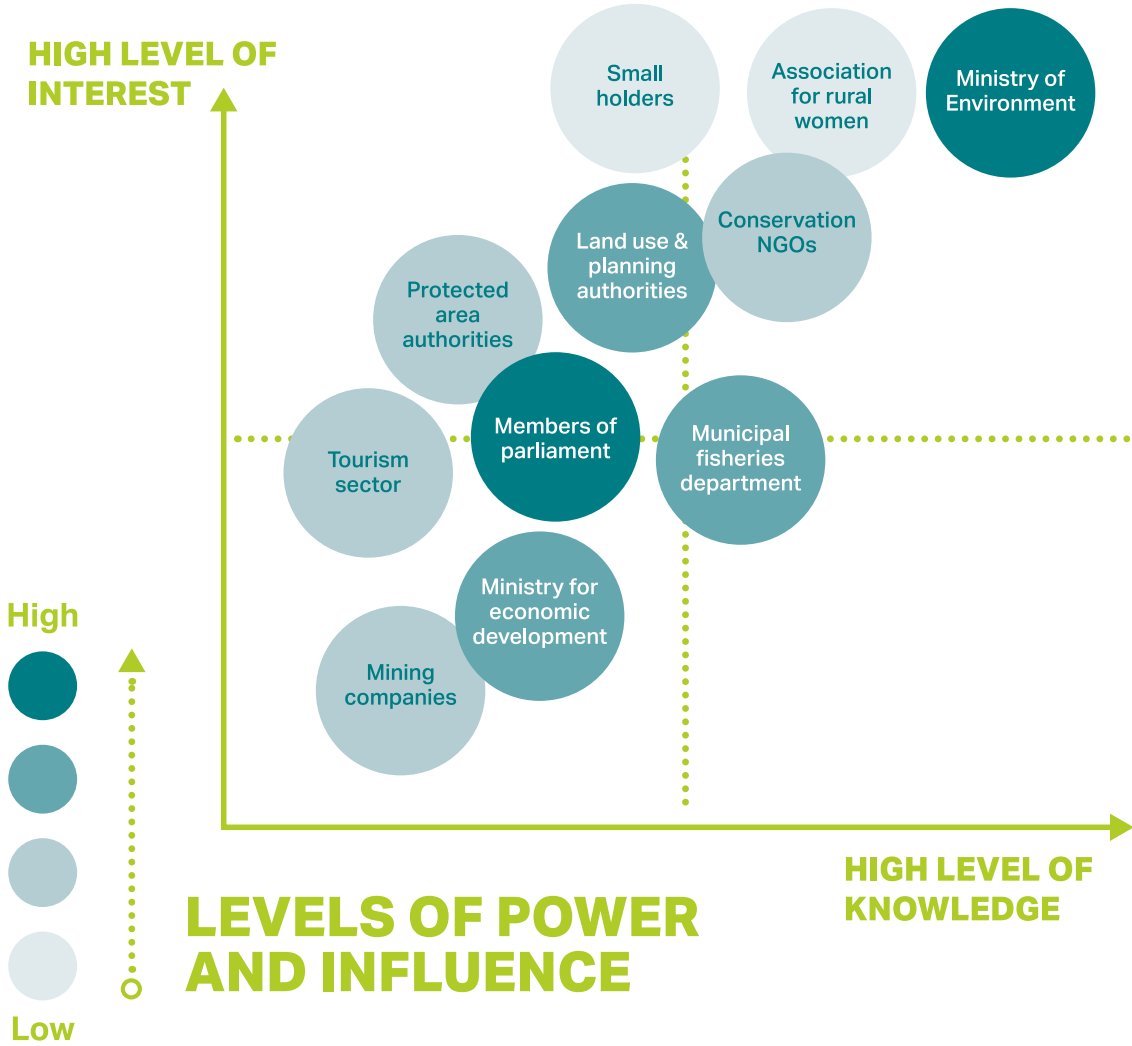 HIGH LEVEL OF
INTEREST
Small
holders
Association
for rural
women
Ministry of
Environment
Conservation
NGOs
Land use &
planning
authorities
Protected
area
authorities
Members of
parliament
Municipal
fisheries
department
Tourism
sector
Ministry for
economic
development
Mining
companies
High
Low
HIGH LEVEL OF
KNOWLEDGE
LEVELS OF POWER
AND INFLUENCE